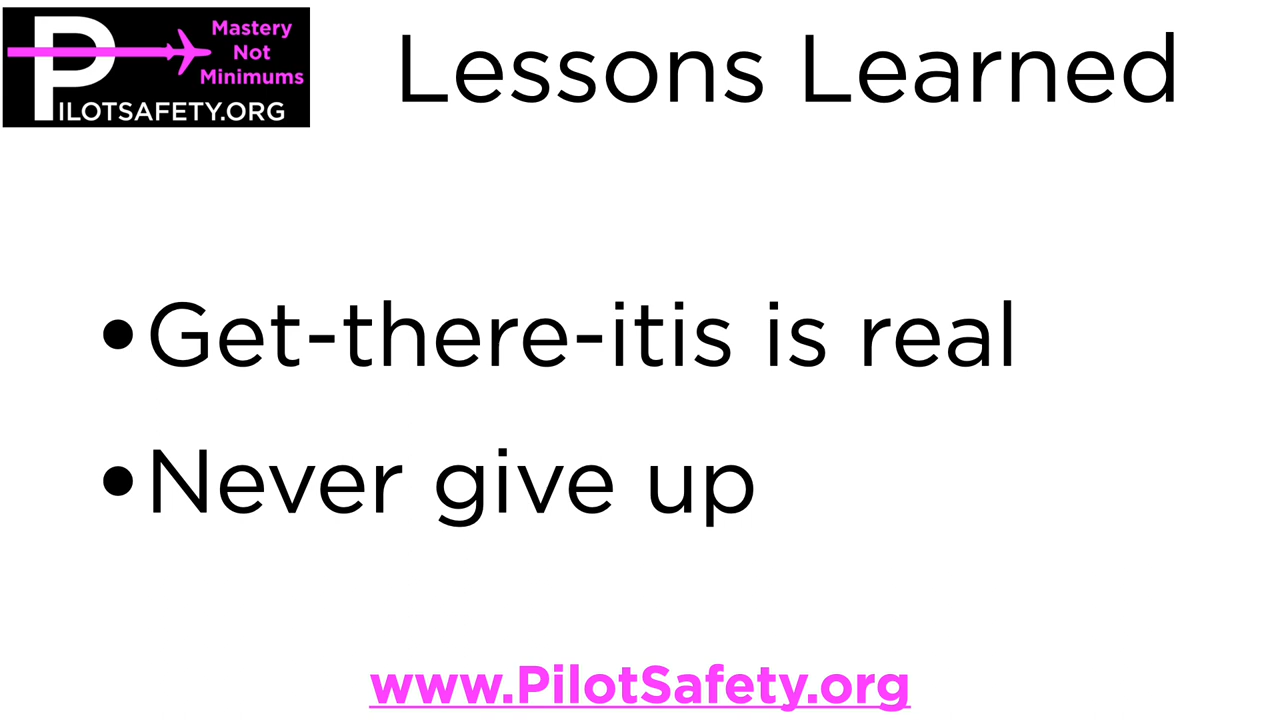 Mastery
Not
Minimums
PILOTSAFETY.ORG
Lessons Learned
•Get-there-itis is real
•Never give up
www.PilotSafety.org